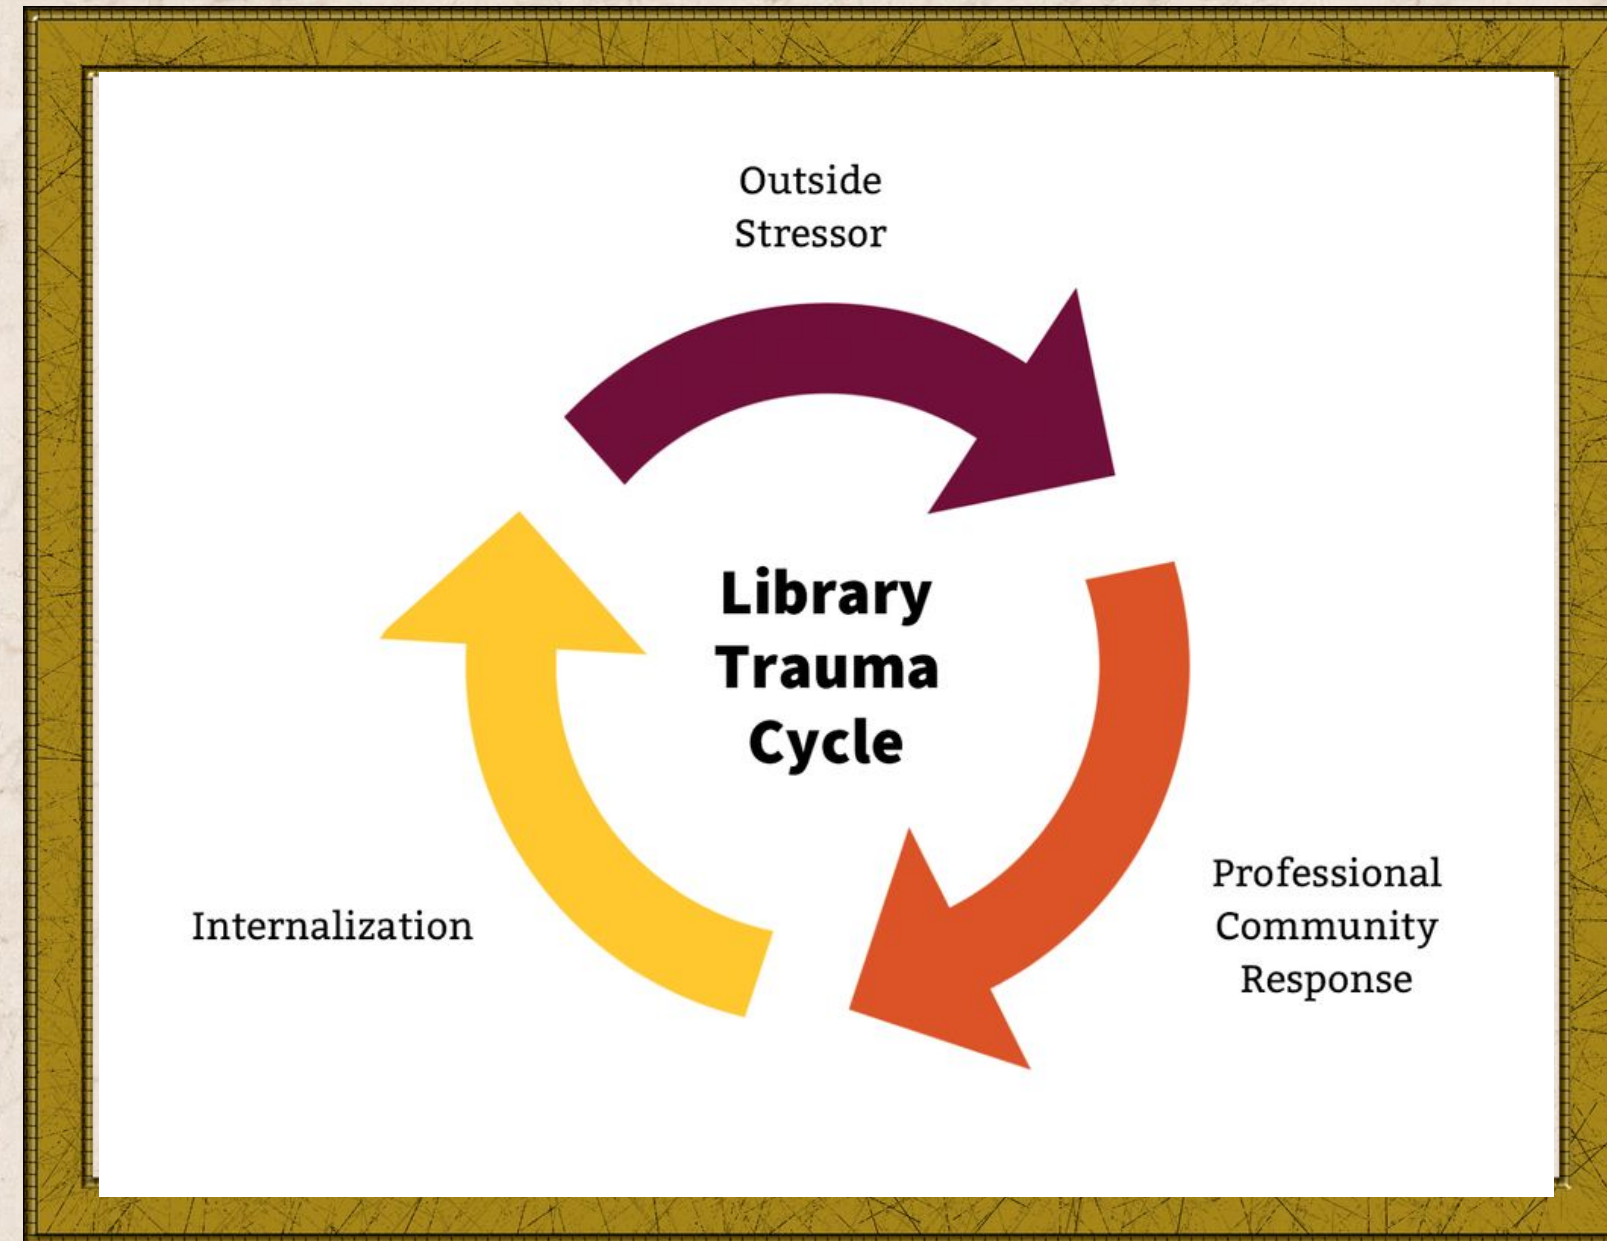 Outside
Stressor
Library
Trauma
Cycle
Professional
Community
Response
Internalization